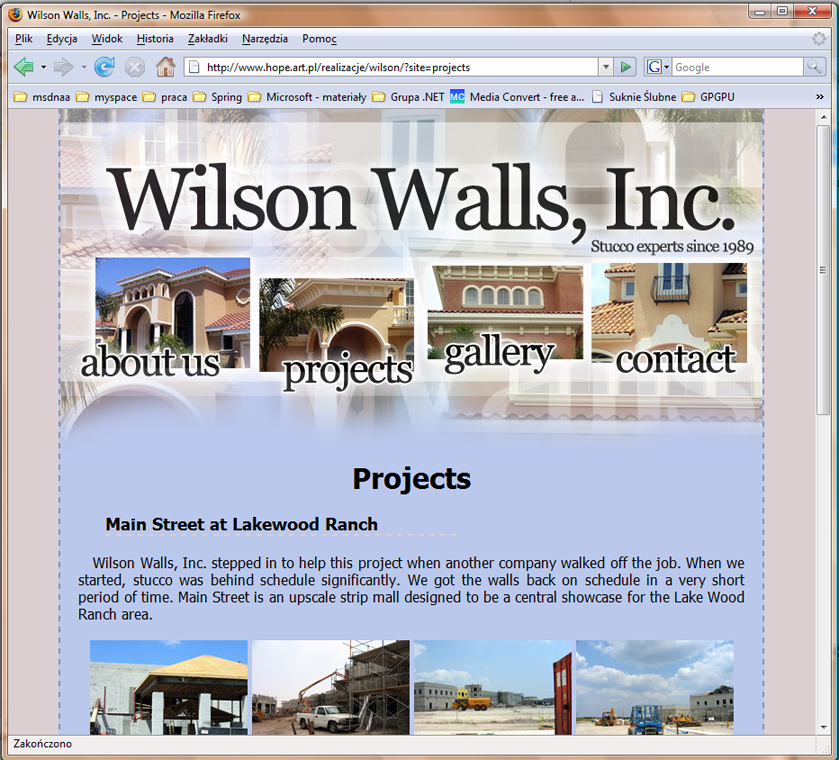 Wilson Walls, Inc. - Projects - Mozilla Firefox
Plik Edycja Widok Historia Zakładki Narzędzia Pomoc
http://www.hope.art.pl/realizacje/wilson/?site=projects
G Google
msdnaa myspace praca Spring Microsoft - materiały Grupa .NET MC Media Convert - free a... Suknie Ślubne GPGPU »
Wilson Walls, Inc.
Stucco experts since 1989
about us projects gallery contact
Projects
Main Street at Lakewood Ranch
Wilson Walls, Inc. stepped in to help this project when another company walked off the job. When we
started, stucco was behind schedule significantly. We got the walls back on schedule in a very short
period of time. Main Street is an upscale strip mall designed to be a central showcase for the Lake Wood
Ranch area.
Zakończono